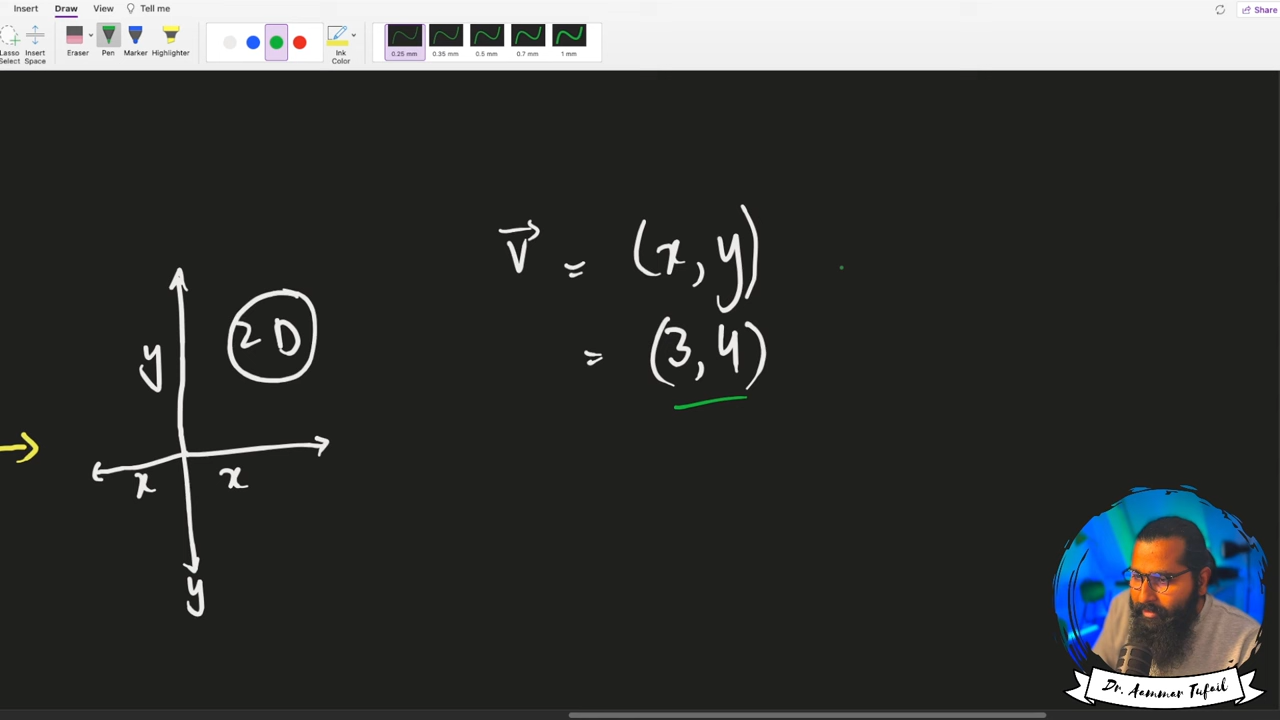 Insert Draw View Tell me
Share
Lasso Select
Insert Space
Eraser
Pen
Marker
Highlighter
Ink Color
0.25 mm
0.35 mm
0.5 mm
0.7 mm
1 mm
V = (x, y)
= (3, 4)
2D
y
x x
y
Dr. Aammar Tufail